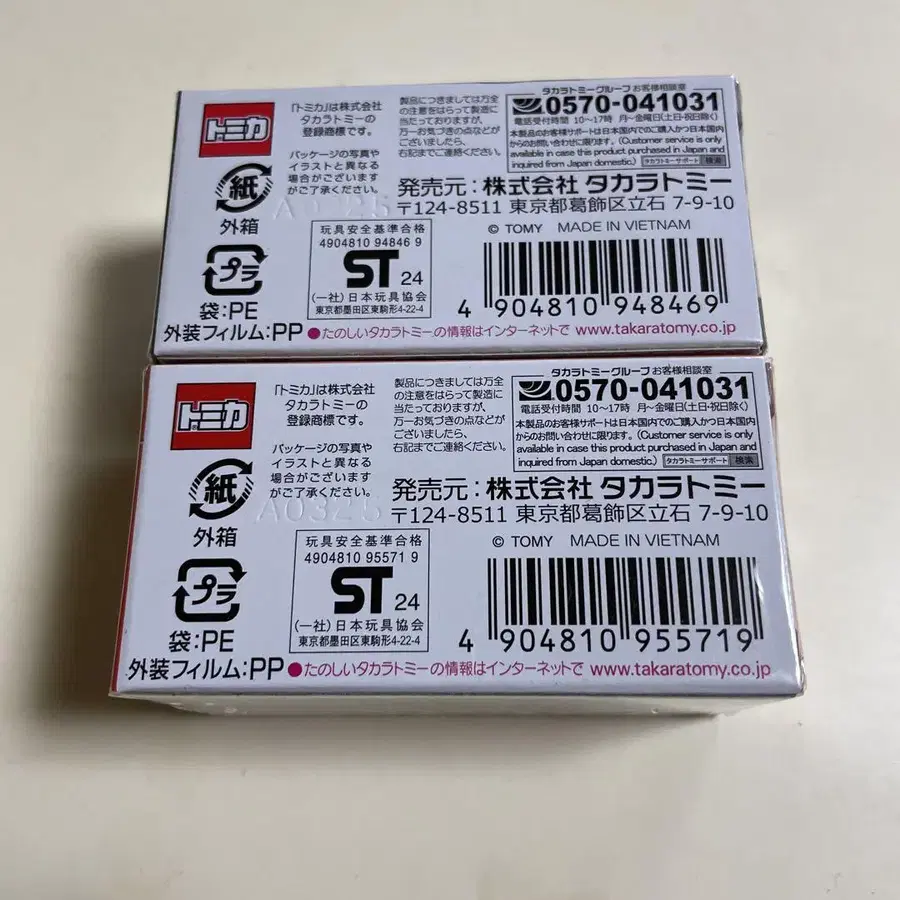 トミカ
「トミカ」は株式会社
タカラトミーの
登録商標です。
パッケージの写真や
イラストと異なる
場合がございます
がご了承ください。
製品につきましては万全
の注意をはらって製造に
当たっておりますが、
万一お気づきの点などが
ございましたら、
右記までご連絡ください。
タカラトミーグループ お客様相談室
0570-041031
電話受付時間 10〜17時 月〜金曜日(土日・祝日除く)
本製品のお客様サポートは日本国内でのご購入かつ日本国内
からのお問い合わせに限ります。(Customer service is only
available in case this product purchased in Japan and
inquired from Japan domestic.) タカラトミーサポート 検索
発売元:株式会社 タカラトミー
〒124-8511 東京都葛飾区立石 7-9-10
紙
外箱
プラ
袋:PE
外装フィルム:PP
玩具安全基準合格
4904810 94846 9
ST 24
(一社)日本玩具協会
東京都墨田区東駒形4-22-4
© TOMY MADE IN VIETNAM
4 904810 948469
●たのしいタカラトミーの情報はインターネットで www.takaratomy.co.jp
トミカ
「トミカ」は株式会社
タカラトミーの
登録商標です。
パッケージの写真や
イラストと異なる
場合がございます
がご了承ください。
製品につきましては万全
の注意をはらって製造に
当たっておりますが、
万一お気づきの点などが
ございましたら、
右記までご連絡ください。
タカラトミーグループ お客様相談室
0570-041031
電話受付時間 10〜17時 月〜金曜日(土日・祝日除く)
本製品のお客様サポートは日本国内でのご購入かつ日本国内
からのお問い合わせに限ります。(Customer service is only
available in case this product purchased in Japan and
inquired from Japan domestic.) タカラトミーサポート 検索
発売元:株式会社 タカラトミー
〒124-8511 東京都葛飾区立石 7-9-10
紙
外箱
プラ
袋:PE
外装フィルム:PP
玩具安全基準合格
4904810 95571 9
ST 24
(一社)日本玩具協会
東京都墨田区東駒形4-22-4
© TOMY MADE IN VIETNAM
4 904810 955719
●たのしいタカラトミーの情報はインターネットで www.takaratomy.co.jp